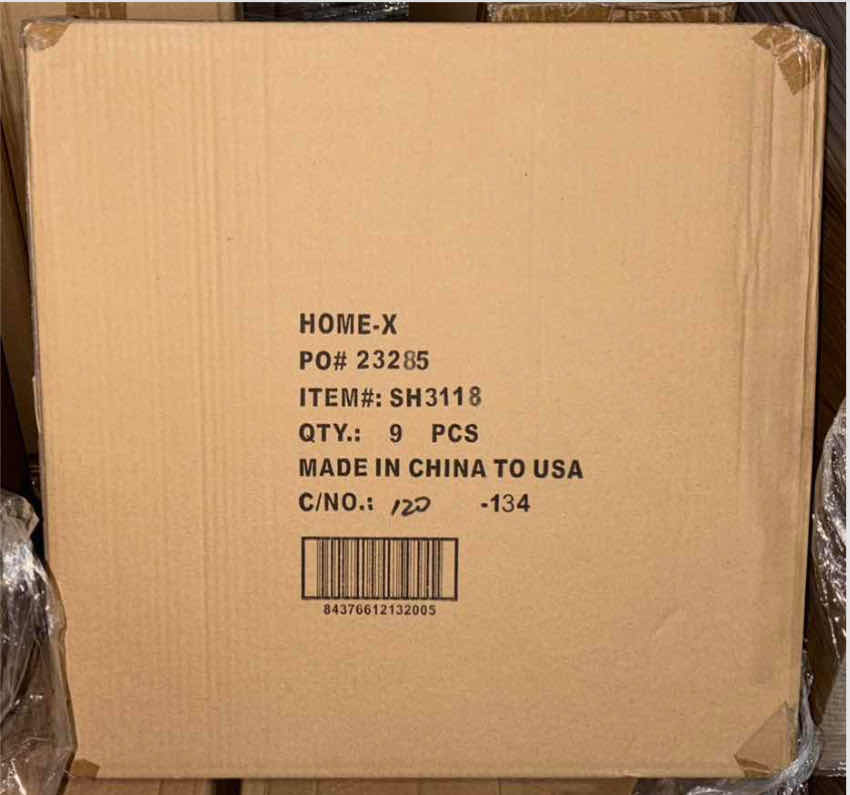 HOME-X
PO# 23285
ITEM#: SH3118
QTY.: 9 PCS
MADE IN CHINA TO USA
C/NO.: 120 -134
84376612132005